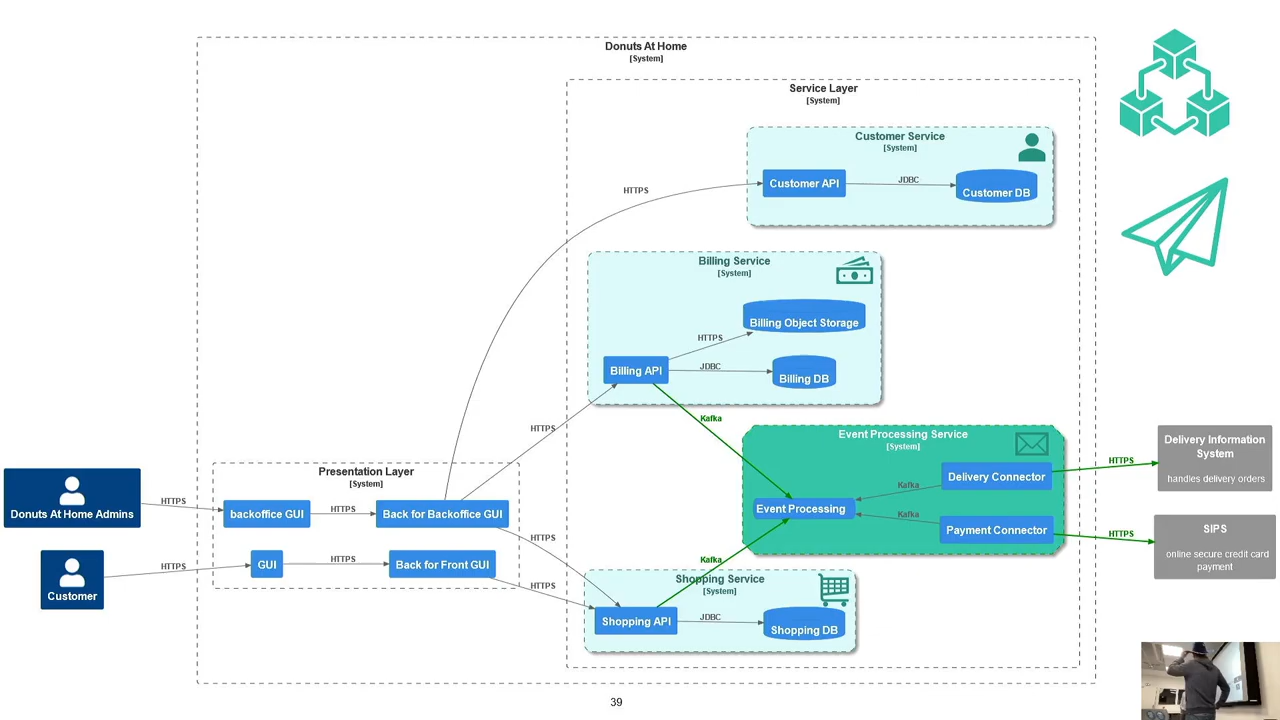 Donuts At Home
[System]
Service Layer
[System]
Customer Service
[System]
Customer API
JDBC
Customer DB
HTTPS
Billing Service
[System]
Billing Object Storage
HTTPS
Billing API
JDBC
Billing DB
Kafka
HTTPS
Event Processing Service
[System]
Delivery Connector
Kafka
Event Processing
Kafka
Payment Connector
HTTPS
Delivery Information
System
handles delivery orders
HTTPS
SIPS
online secure credit card
payment
Presentation Layer
[System]
Donuts At Home Admins
HTTPS
backoffice GUI
HTTPS
Back for Backoffice GUI
HTTPS
Customer
HTTPS
GUI
HTTPS
Back for Front GUI
HTTPS
Kafka
Shopping Service
[System]
Shopping API
JDBC
Shopping DB
39